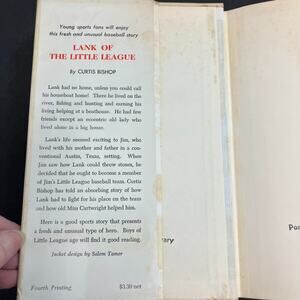 Young sports fans will enjoy
this fresh and unusual baseball story
LANK OF
THE LITTLE LEAGUE
By CURTIS BISHOP
Lank had no home, unless you could call
his houseboat home! There he lived on the
river, fishing and hunting and earning his
living helping at a boathouse. He had few
friends except an eccentric old lady who
lived alone in a big house.
Lank's life seemed exciting to Jim, who
lived with his mother and father in a con-
ventional Austin, Texas, setting. When
Jim saw how Lank could throw stones, he
decided that he ought to become a member
of Jim's Little League baseball team. Curtis
Bishop has told an absorbing story of how
Lank had to fight for his place on the team
and how old Miss Cartwright helped him.
Here is a good sports story that presents
a fresh and unusual type of hero. Boys of
Little League age will find it good reading.
Jacket design by Salem Tamer
Fourth Printing
$3.39 net